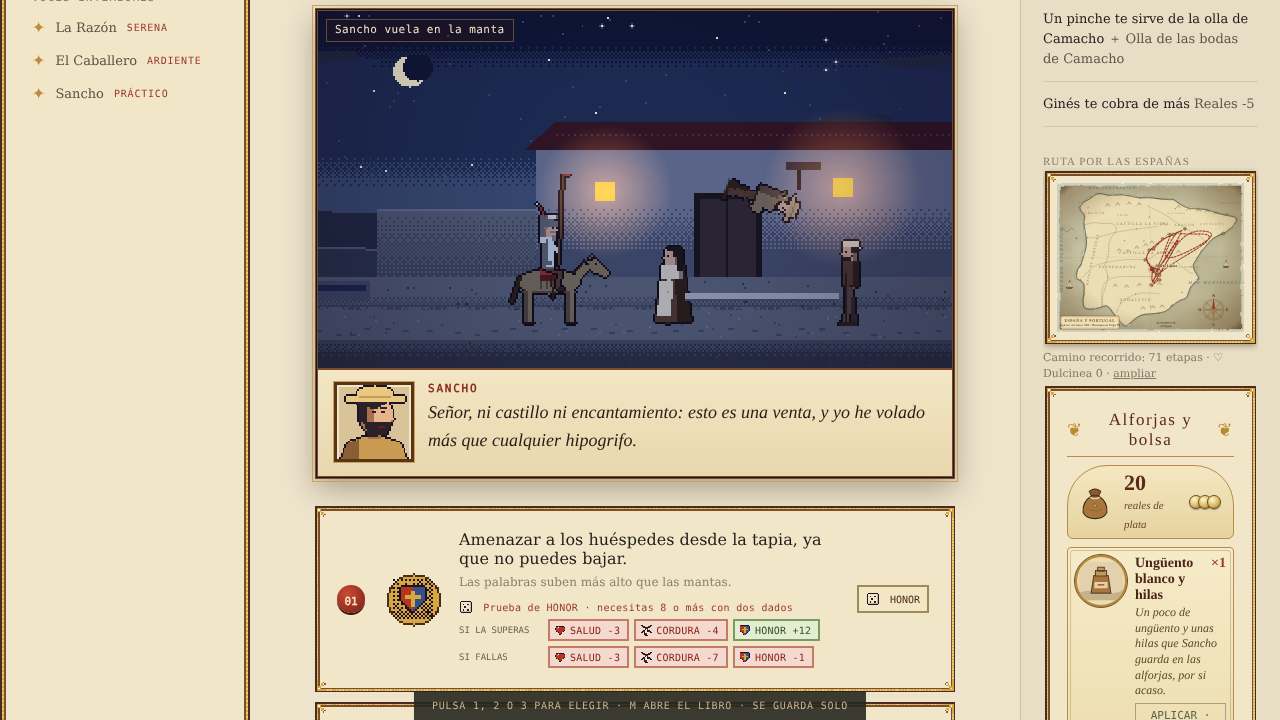 La Razón SERENA
El Caballero ARDIENTE
Sancho PRÁCTICO
Sancho vuela en la manta
SANCHO
Señor, ni castillo ni encantamiento: esto es una venta, y yo he volado
más que cualquier hipogrifo.
01
Amenazar a los huéspedes desde la tapia, ya
que no puedes bajar.
Las palabras suben más alto que las mantas.
Prueba de HONOR · necesitas 8 o más con dos dados
SI LA SUPERAS SALUD -3 CORDURA -4 HONOR +12
SI FALLAS SALUD -3 CORDURA -7 HONOR -1
HONOR
PULSA 1, 2 O 3 PARA ELEGIR · M ABRE EL LIBRO · SE GUARDA SOLO
Un pinche te sirve de la olla de
Camacho + Olla de las bodas
de Camacho
Ginés te cobra de más Reales -5
RUTA POR LAS ESPAÑAS
Camino recorrido: 71 etapas · ♡
Dulcinea 0 · ampliar
Alforjas y
bolsa
20
reales de
plata
Ungüento ×1
blanco y
hilas
Un poco de
ungüento y unas
hilas que Sancho
guarda en las
alforjas, por si
acaso.
APLICAR ·